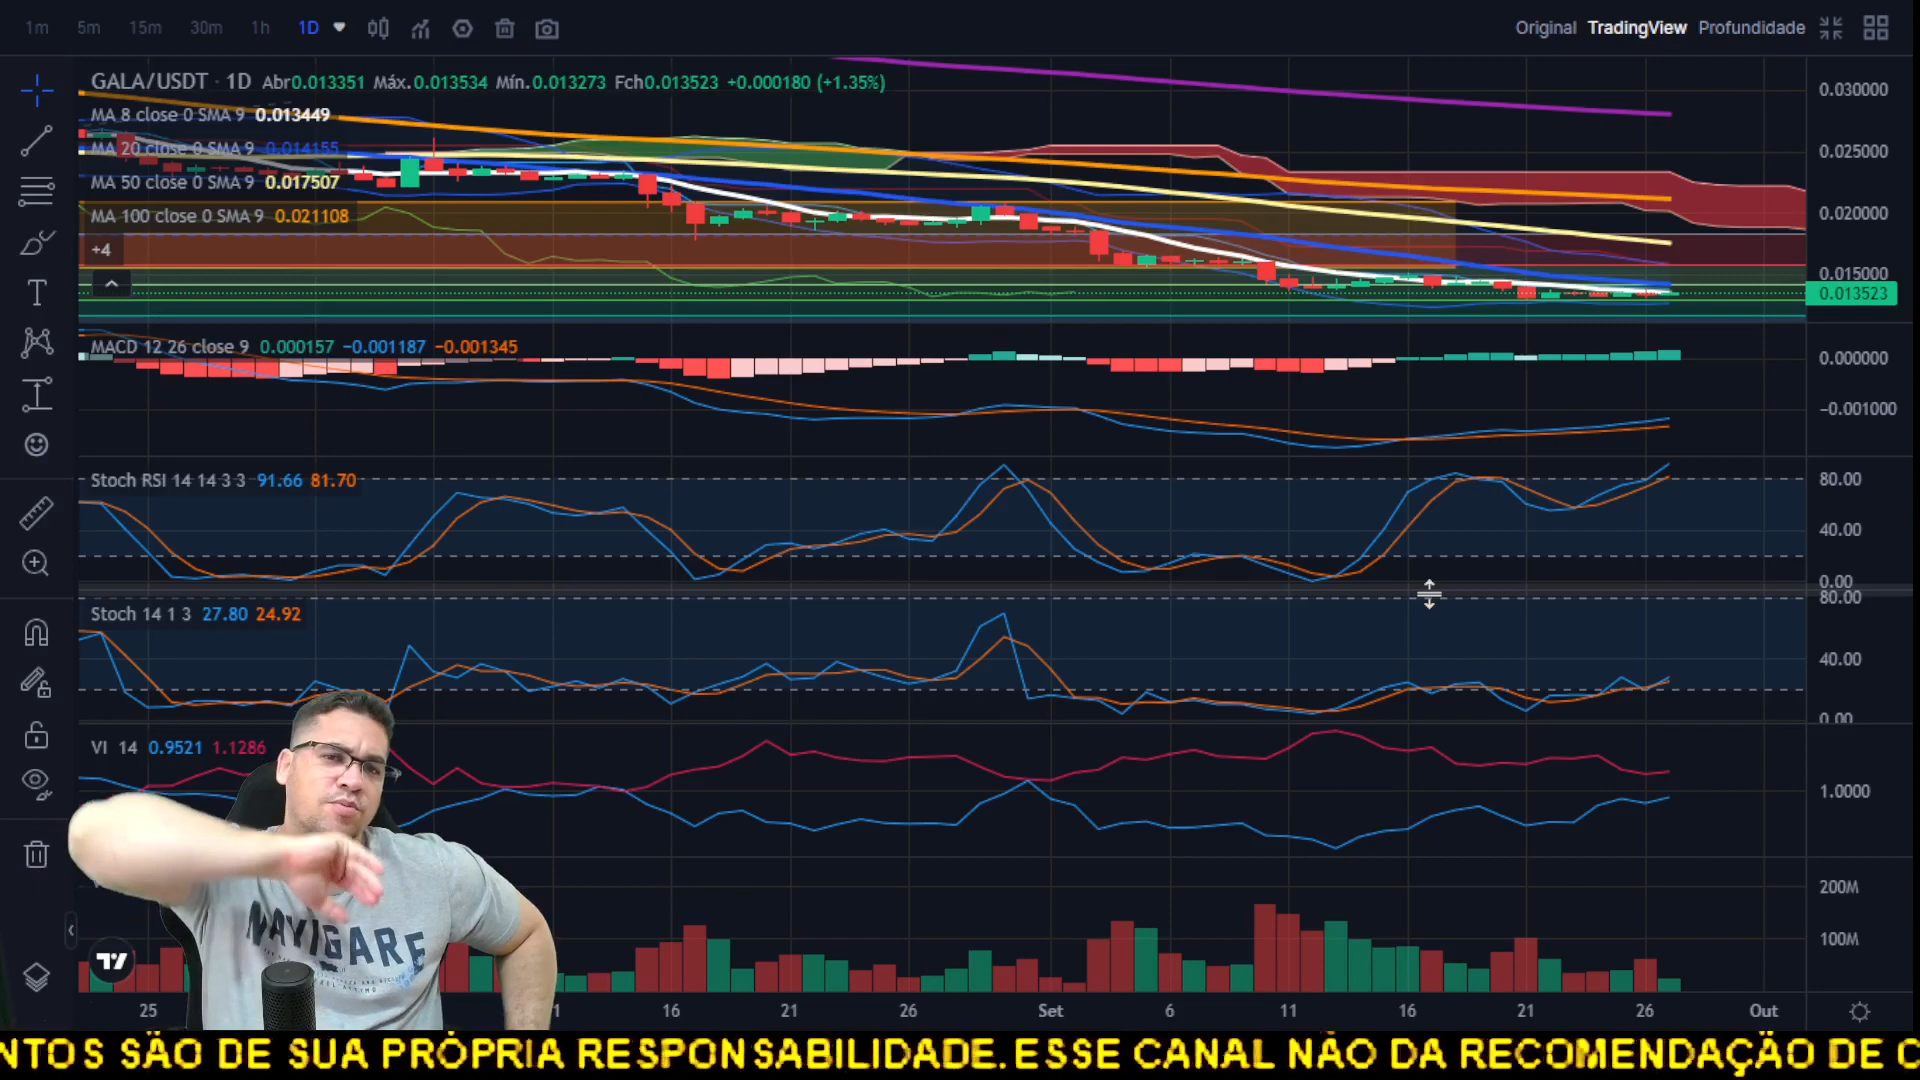 1m 5m 15m 30m 1h 1D
Original TradingView Profundidade
GALA/USDT · 1D Abr0.013351 Máx.0.013534 Mín.0.013273 Fch0.013523 +0.000180 (+1.35%)
MA 8 close 0 SMA 9 0.013449
MA 20 close 0 SMA 9 0.014155
MA 50 close 0 SMA 9 0.017507
MA 100 close 0 SMA 9 0.021108
+4
0.030000
0.025000
0.020000
0.015000
0.013523
MACD 12 26 close 9 0.000157 −0.001187 −0.001345
0.000000
−0.001000
Stoch RSI 14 14 3 3 91.66 81.70
80.00
40.00
0.00
Stoch 14 1 3 27.80 24.92
80.00
40.00
0.00
VI 14 0.9521 1.1286
1.0000
200M
100M
NAVIGARE
25 1 16 21 26 Set 6 11 16 21 26 Out
NTOS SÃO DE SUA PRÓPRIA RESPONSABILIDADE. ESSE CANAL NÃO DA RECOMENDAÇÃO DE C